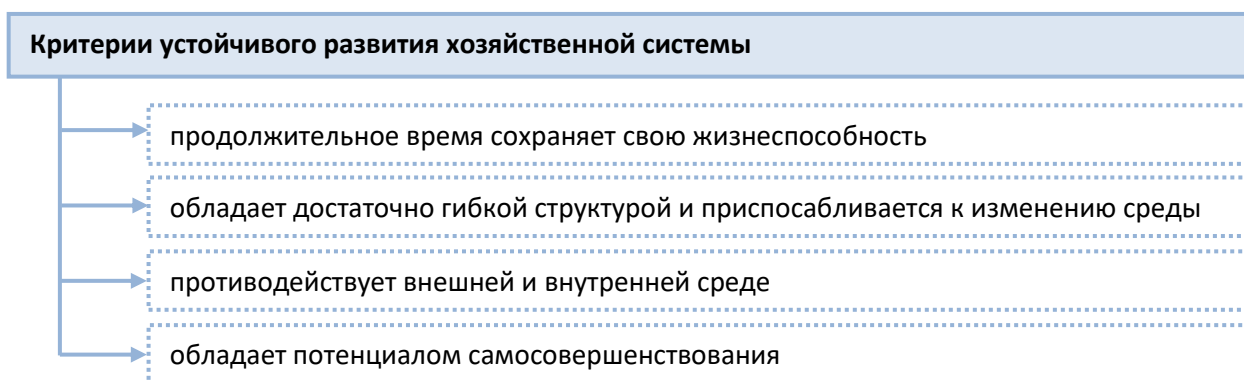 Критерии устойчивого развития хозяйственной системы
продолжительное время сохраняет свою жизнеспособность
обладает достаточно гибкой структурой и приспосабливается к изменению среды
противодействует внешней и внутренней среде
обладает потенциалом самосовершенствования